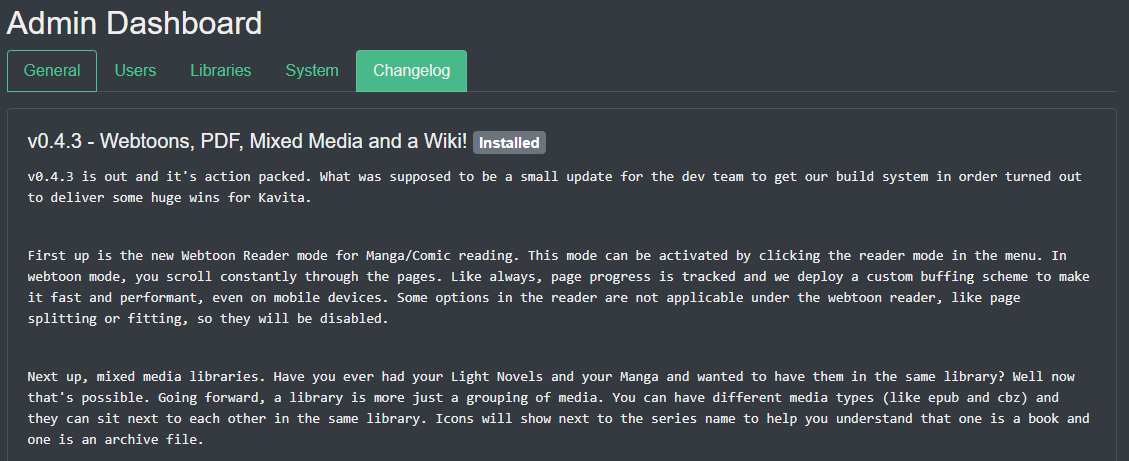 Admin Dashboard
General Users Libraries System Changelog
v0.4.3 - Webtoons, PDF, Mixed Media and a Wiki! Installed
v0.4.3 is out and it's action packed. What was supposed to be a small update for the dev team to get our build system in order turned out
to deliver some huge wins for Kavita.
First up is the new Webtoon Reader mode for Manga/Comic reading. This mode can be activated by clicking the reader mode in the menu. In
webtoon mode, you scroll constantly through the pages. Like always, page progress is tracked and we deploy a custom buffing scheme to make
it fast and performant, even on mobile devices. Some options in the reader are not applicable under the webtoon reader, like page
splitting or fitting, so they will be disabled.
Next up, mixed media libraries. Have you ever had your Light Novels and your Manga and wanted to have them in the same library? Well now
that's possible. Going forward, a library is more just a grouping of media. You can have different media types (like epub and cbz) and
they can sit next to each other in the same library. Icons will show next to the series name to help you understand that one is a book and
one is an archive file.